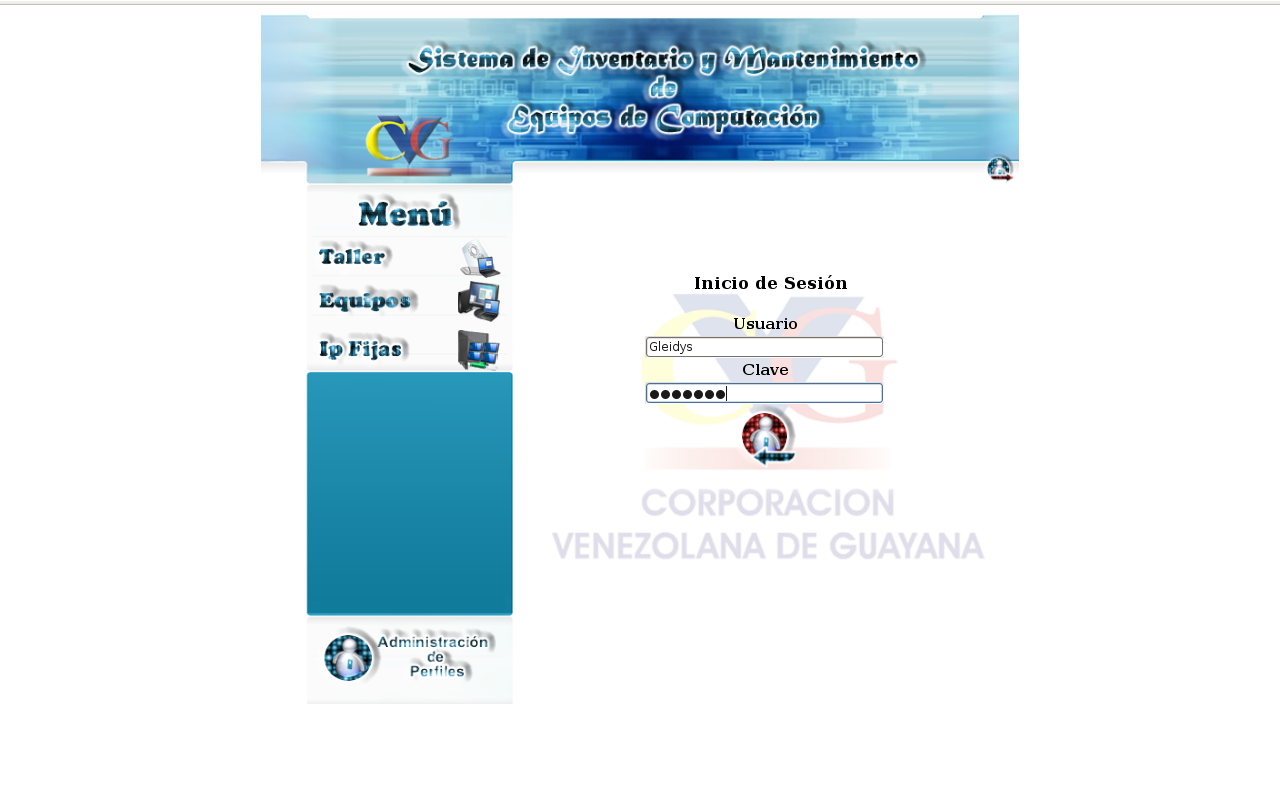 Sistema de Inventario y Mantenimiento
de
Equipos de Computación
CVG
Menú
Taller
Equipos
Ip Fijas
Inicio de Sesión
Usuario
Gleidys
Clave
●●●●●●●
CVG
CORPORACION
VENEZOLANA DE GUAYANA
Administración
de
Perfiles